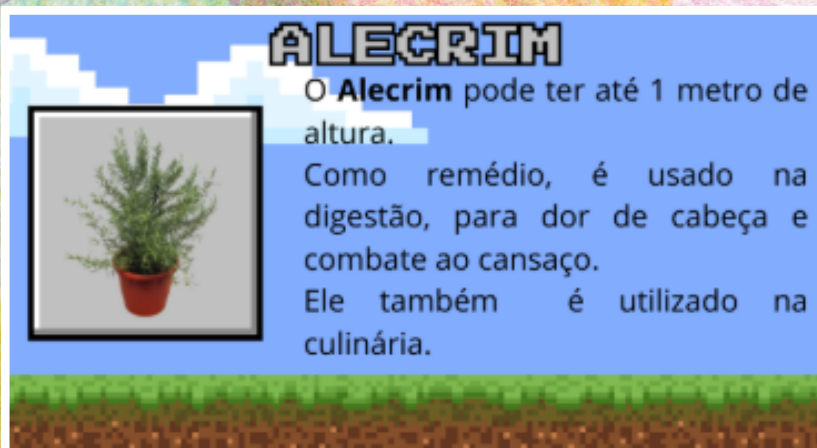 ALECRIM
O Alecrim pode ter até 1 metro de
altura.
Como remédio, é usado na
digestão, para dor de cabeça e
combate ao cansaço.
Ele também é utilizado na
culinária.